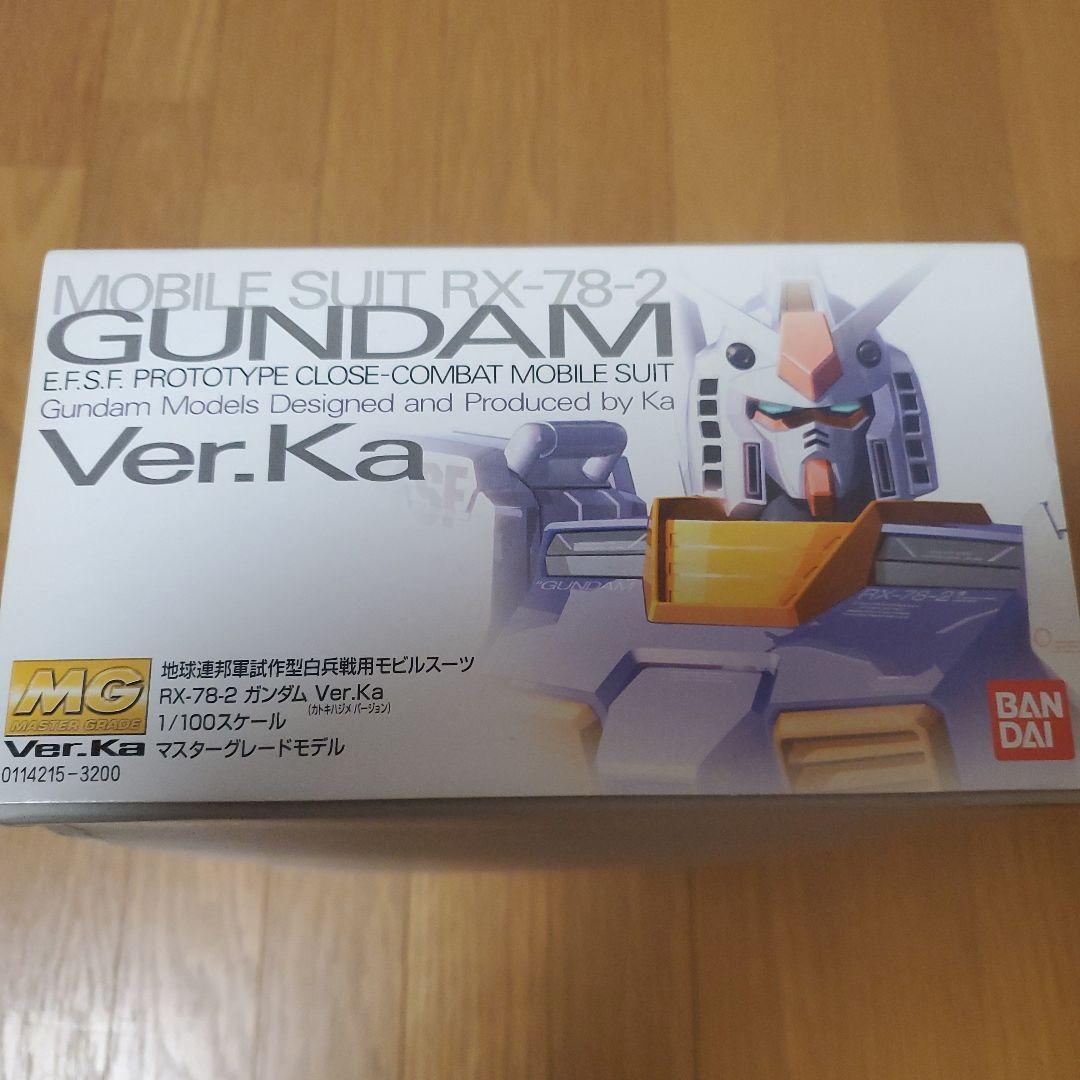 MOBILE SUIT RX-78-2
GUNDAM
E.F.S.F. PROTOTYPE CLOSE-COMBAT MOBILE SUIT
Gundam Models Designed and Produced by Ka
Ver.Ka
SF
"GUNDAM"
RX-78-2
MG
MASTER GRADE
Ver.Ka
0114215-3200
地球連邦軍試作型白兵戦用モビルスーツ
RX-78-2 ガンダム Ver.Ka
(カトキハジメ バージョン)
1/100スケール
マスターグレードモデル
BAN
DAI